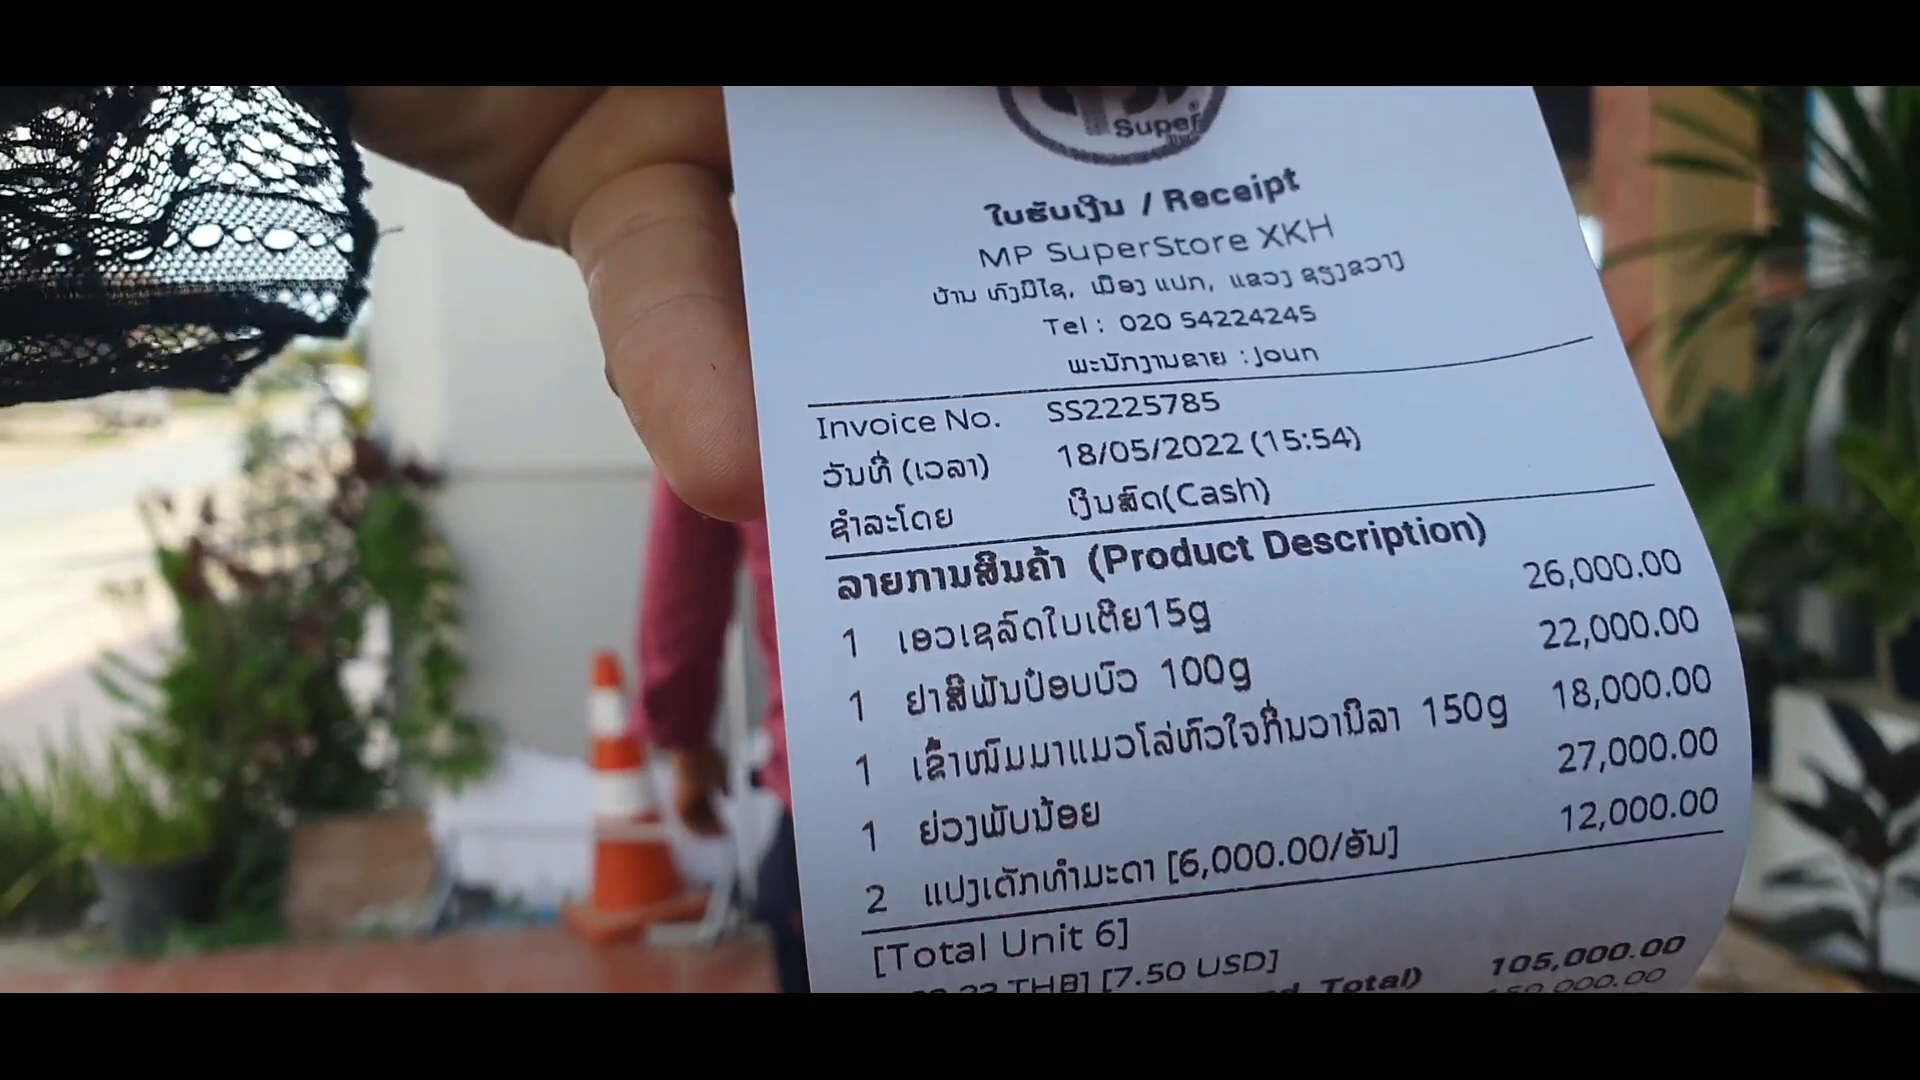 Super
ໃບຮັບເງິນ / Receipt
MP SuperStore XKH
ບ້ານ ທົ່ງມີໄຊ, ເມືອງ ແປກ, ແຂວງ ຊຽງຂວາງ
Tel : 020 54224245
ພະນັກງານຂາຍ : Joun
Invoice No. SS2225785
ວັນທີ່ (ເວລາ) 18/05/2022 (15:54)
ຊຳລະໂດຍ ເງິນສົດ(Cash)
ລາຍການສິນຄ້າ (Product Description)
1 ເອວເຊລົດໃບເຕີຍ15g 26,000.00
1 ຢາສີຟັນປ໋ອບບົວ 100g 22,000.00
1 ເຂົ້າໜົມມາແມວໂລ່ຫົວໃຈກິ່ນວານິລາ 150g 18,000.00
1 ຢ່ວງພັບນ້ອຍ 27,000.00
2 ແປງເດັກທຳມະດາ [6,000.00/ອັນ] 12,000.00
[Total Unit 6]
THB] [7.50 USD]
Total) 105,000.00